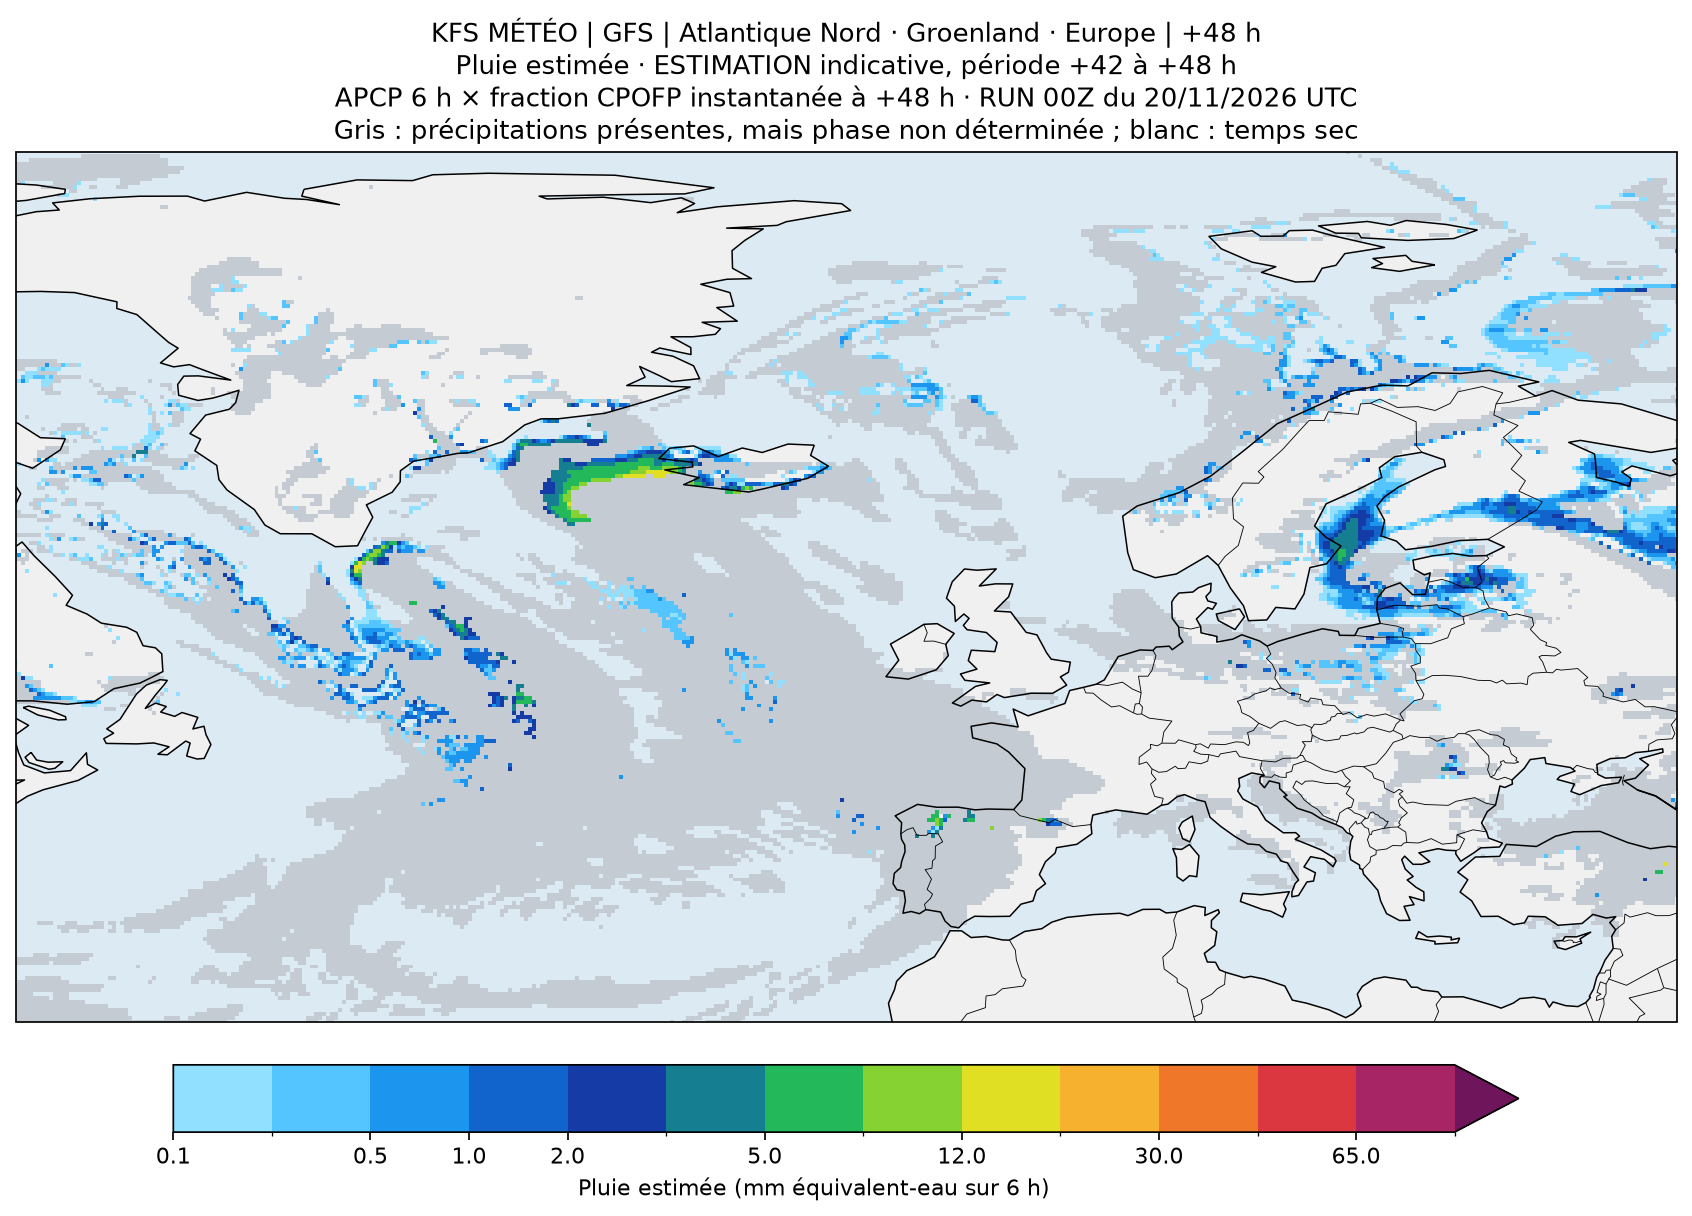 KFS MÉTÉO | GFS | Atlantique Nord · Groenland · Europe | +48 h
Pluie estimée · ESTIMATION indicative, période +42 à +48 h
APCP 6 h × fraction CPOFP instantanée à +48 h · RUN 00Z du 20/11/2026 UTC
Gris : précipitations présentes, mais phase non déterminée ; blanc : temps sec
0.1 0.5 1.0 2.0 5.0 12.0 30.0 65.0
Pluie estimée (mm équivalent-eau sur 6 h)